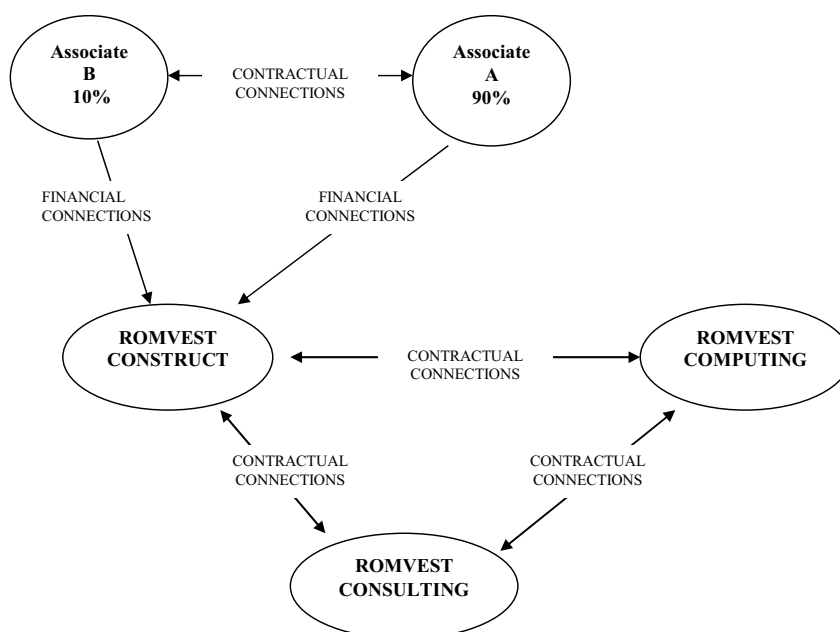 Associate
B
10%
CONTRACTUAL
CONNECTIONS
Associate
A
90%
FINANCIAL
CONNECTIONS
FINANCIAL
CONNECTIONS
ROMVEST
CONSTRUCT
CONTRACTUAL
CONNECTIONS
ROMVEST
COMPUTING
CONTRACTUAL
CONNECTIONS
CONTRACTUAL
CONNECTIONS
ROMVEST
CONSULTING